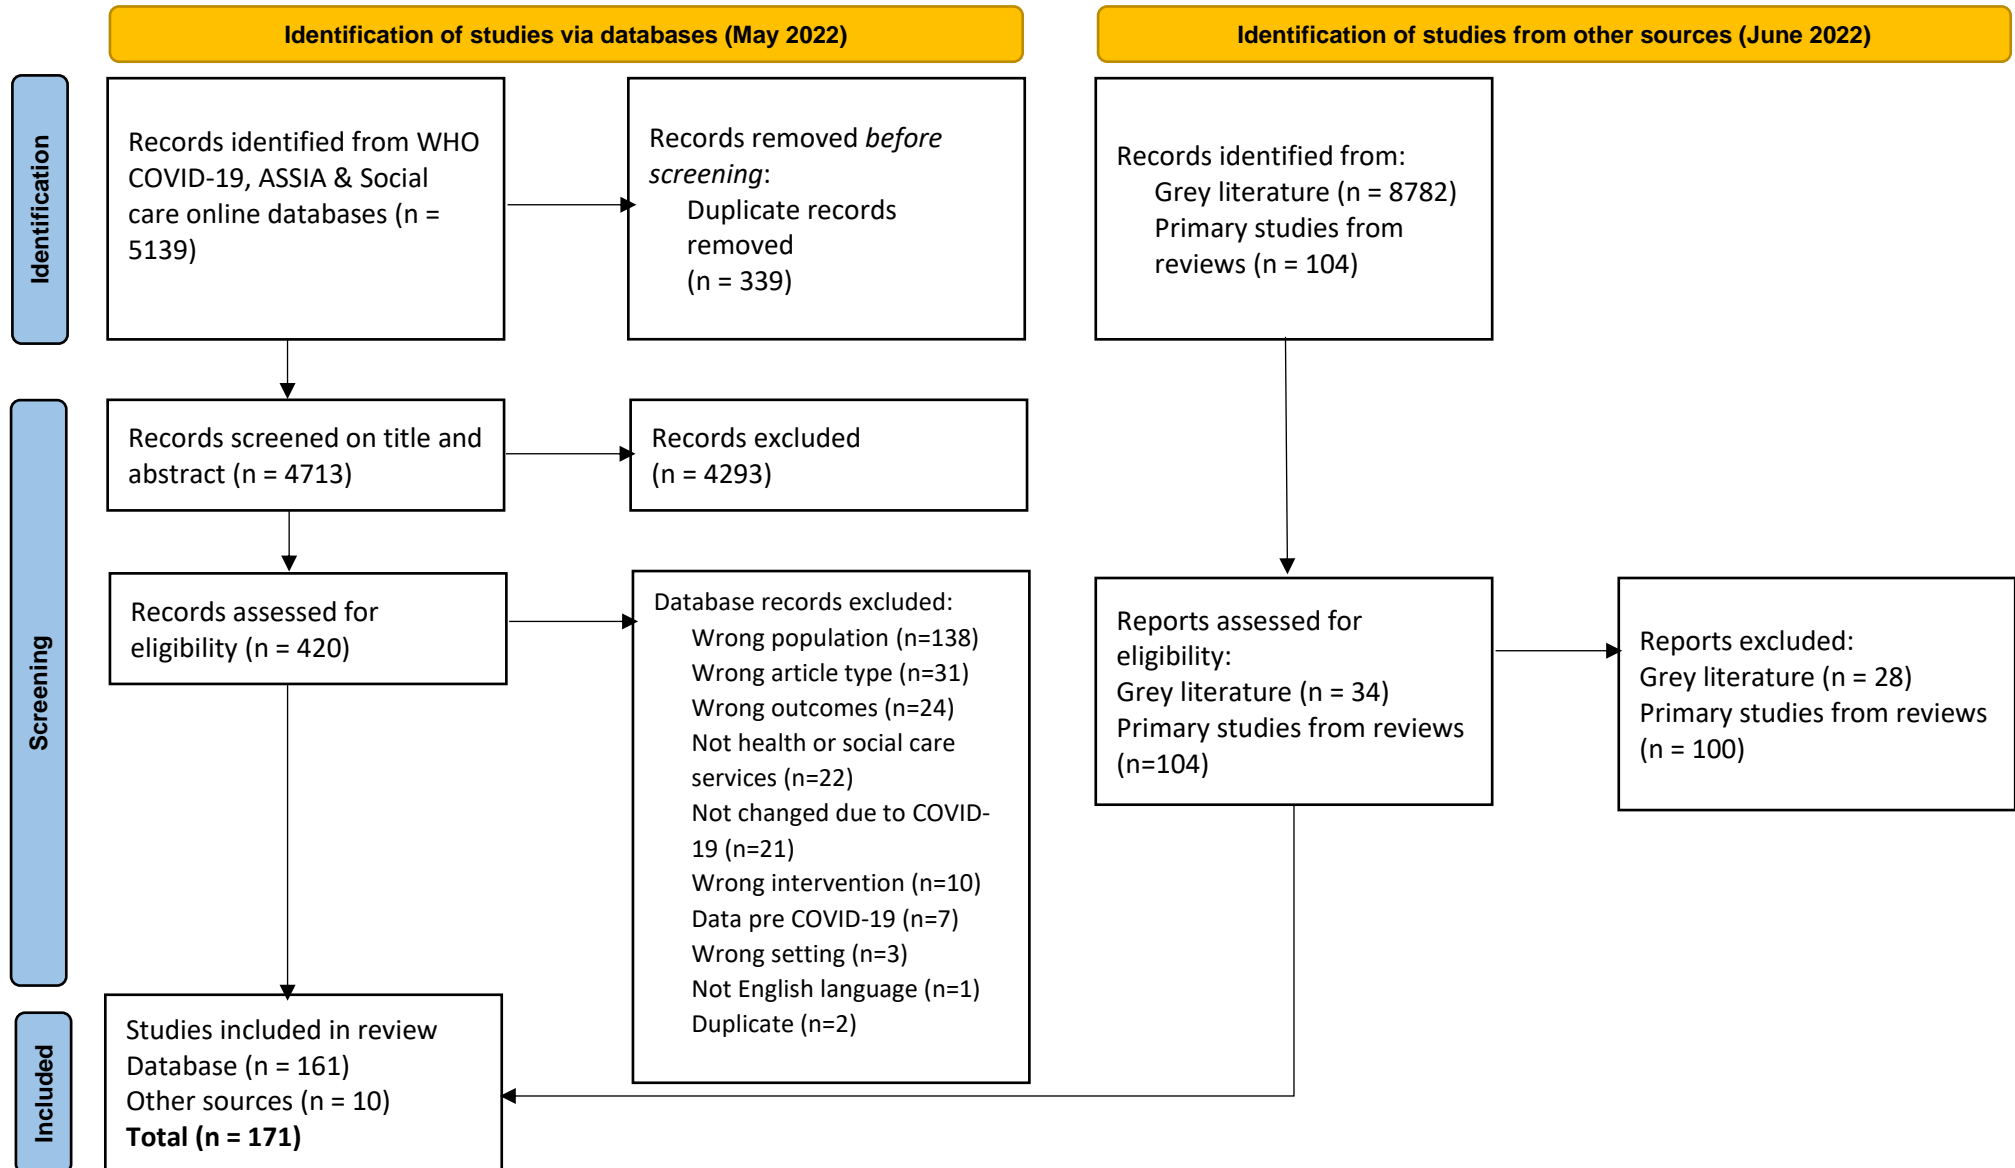 Identification of studies via databases (May 2022)
Identification of studies from other sources (June 2022)
Identification
Records identified from WHO
COVID-19, ASSIA & Social
care online databases (n =
5139)
Records removed before
screening:
Duplicate records
removed
(n = 339)
Records identified from:
Grey literature (n = 8782)
Primary studies from
reviews (n = 104)
Screening
Records screened on title and
abstract (n = 4713)
Records excluded
(n = 4293)
Records assessed for
eligibility (n = 420)
Database records excluded:
Wrong population (n=138)
Wrong article type (n=31)
Wrong outcomes (n=24)
Not health or social care
services (n=22)
Not changed due to COVID-
19 (n=21)
Wrong intervention (n=10)
Data pre COVID-19 (n=7)
Wrong setting (n=3)
Not English language (n=1)
Duplicate (n=2)
Reports assessed for
eligibility:
Grey literature (n = 34)
Primary studies from reviews
(n=104)
Reports excluded:
Grey literature (n = 28)
Primary studies from reviews
(n = 100)
Included
Studies included in review
Database (n = 161)
Other sources (n = 10)
Total (n = 171)